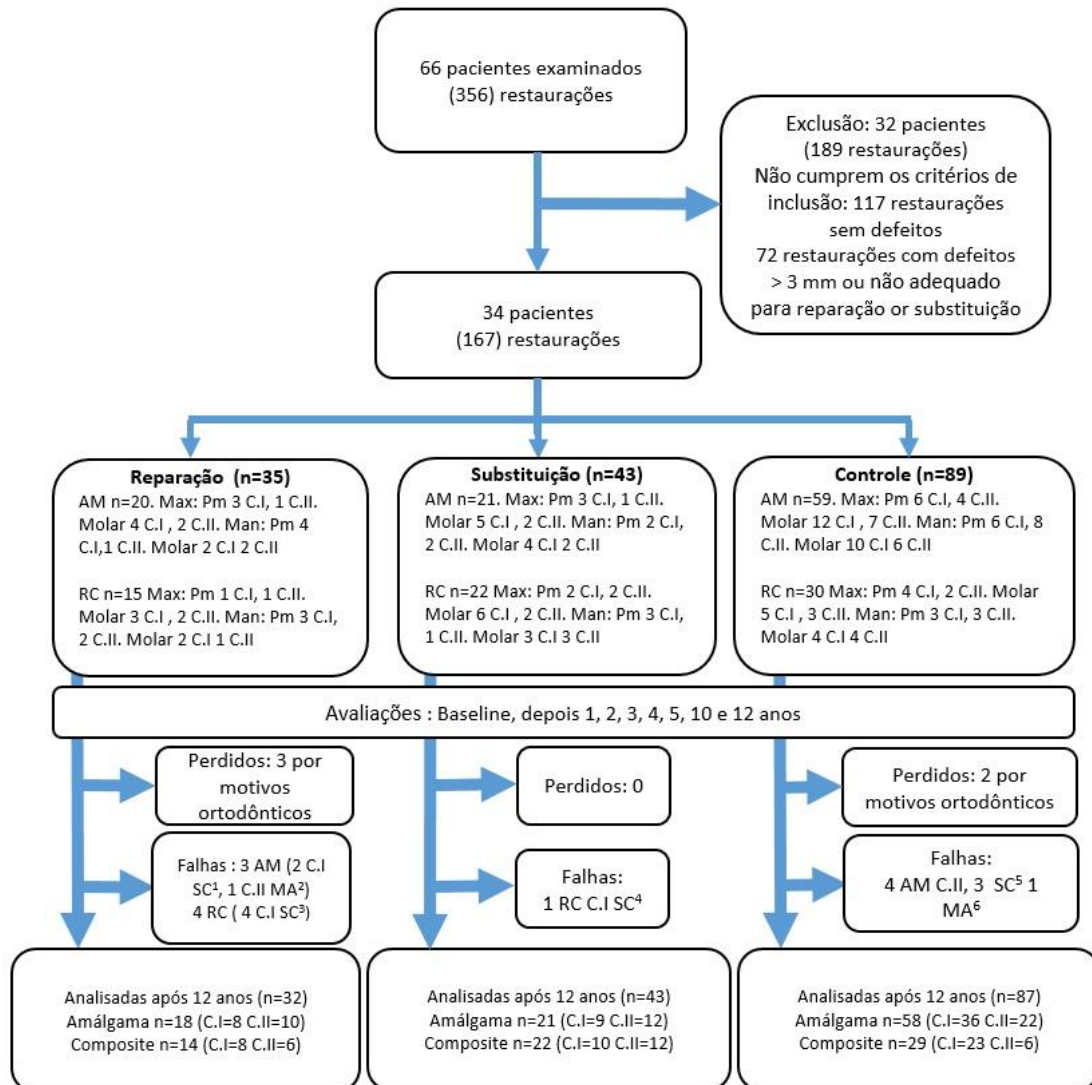 66 pacientes examinados
(356) restaurações
Exclusão: 32 pacientes
(189 restaurações)
Não cumprem os critérios de
inclusão: 117 restaurações
sem defeitos
72 restaurações com defeitos
> 3 mm ou não adequado
para reparação or substituição
34 pacientes
(167) restaurações
Reparação (n=35)
AM n=20. Max: Pm 3 C.I, 1 C.II.
Molar 4 C.I , 2 C.II. Man: Pm 4
C.I,1 C.II. Molar 2 C.I 2 C.II
RC n=15 Max: Pm 1 C.I, 1 C.II.
Molar 3 C.I , 2 C.II. Man: Pm 3 C.I,
2 C.II. Molar 2 C.I 1 C.II
Substituição (n=43)
AM n=21. Max: Pm 3 C.I, 1 C.II.
Molar 5 C.I , 2 C.II. Man: Pm 2 C.I,
2 C.II. Molar 4 C.I 2 C.II
RC n=22 Max: Pm 2 C.I, 2 C.II.
Molar 6 C.I , 2 C.II. Man: Pm 3 C.I,
1 C.II. Molar 3 C.I 3 C.II
Controle (n=89)
AM n=59. Max: Pm 6 C.I, 4 C.II.
Molar 12 C.I , 7 C.II. Man: Pm 6 C.I, 8
C.II. Molar 10 C.I 6 C.II
RC n=30 Max: Pm 4 C.I, 2 C.II. Molar
5 C.I , 3 C.II. Man: Pm 3 C.I, 3 C.II.
Molar 4 C.I 4 C.II
Avaliações : Baseline, depois 1, 2, 3, 4, 5, 10 e 12 anos
Perdidos: 3 por
motivos
ortodônticos
Perdidos: 0
Perdidos: 2 por
motivos ortodônticos
Falhas : 3 AM (2 C.I
SC¹, 1 C.II MA²)
4 RC ( 4 C.I SC³)
Falhas:
1 RC C.I SC⁴
Falhas:
4 AM C.II, 3 SC⁵ 1
MA⁶
Analisadas após 12 anos (n=32)
Amálgama n=18 (C.I=8 C.II=10)
Composite n=14 (C.I=8 C.II=6)
Analisadas após 12 anos (n=43)
Amálgama n=21 (C.I=9 C.II=12)
Composite n=22 (C.I=10 C.II=12)
Analisadas após 12 anos (n=87)
Amálgama n=58 (C.I=36 C.II=22)
Composite n=29 (C.I=23 C.II=6)